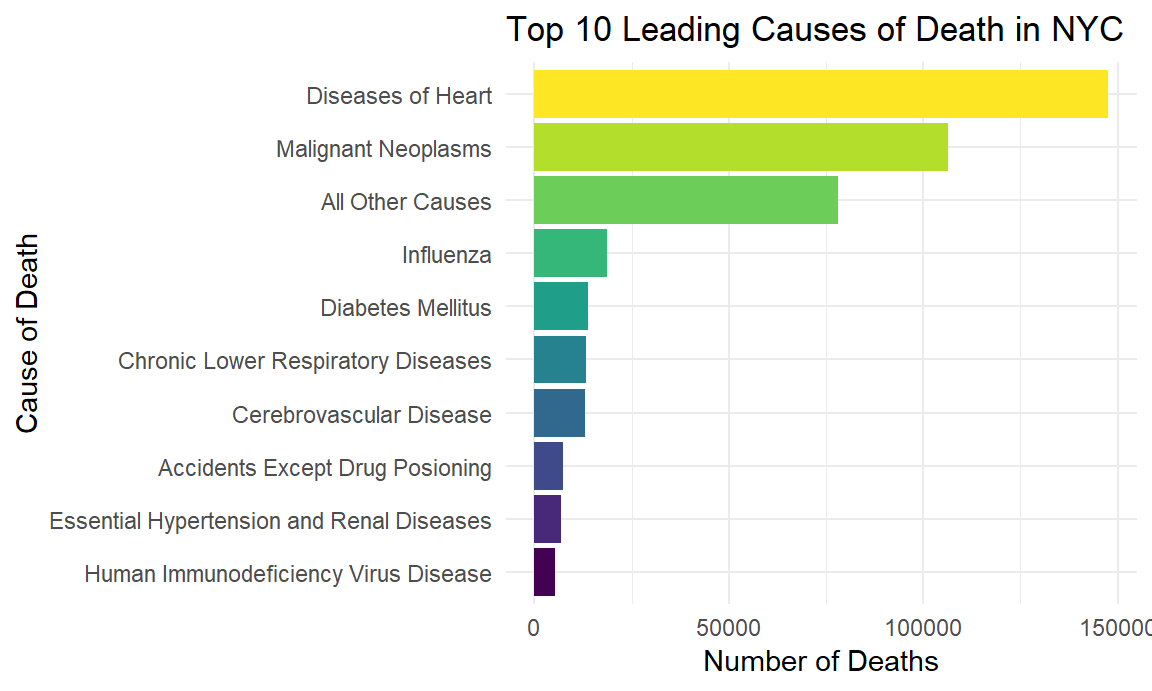 Top 10 Leading Causes of Death in NYC
Cause of Death
Diseases of Heart
Malignant Neoplasms
All Other Causes
Influenza
Diabetes Mellitus
Chronic Lower Respiratory Diseases
Cerebrovascular Disease
Accidents Except Drug Posioning
Essential Hypertension and Renal Diseases
Human Immunodeficiency Virus Disease
0 50000 100000 150000
Number of Deaths